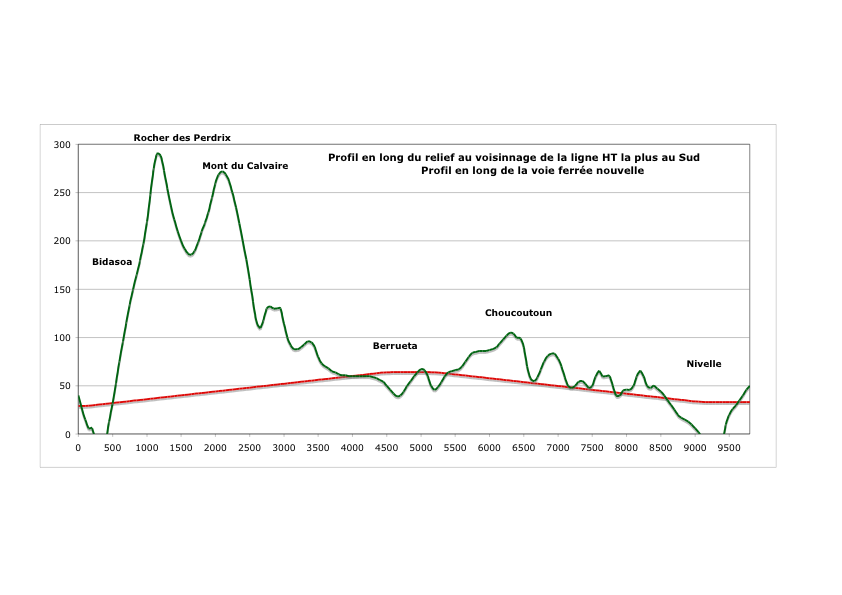 Rocher des Perdrix
300
Profil en long du relief au voisinnage de la ligne HT la plus au Sud
Mont du Calvaire
Profil en long de la voie ferrée nouvelle
250
200
Bidasoa
150
Choucoutoun
100
Berrueta
Nivelle
50
0
0 500 1000 1500 2000 2500 3000 3500 4000 4500 5000 5500 6000 6500 7000 7500 8000 8500 9000 9500